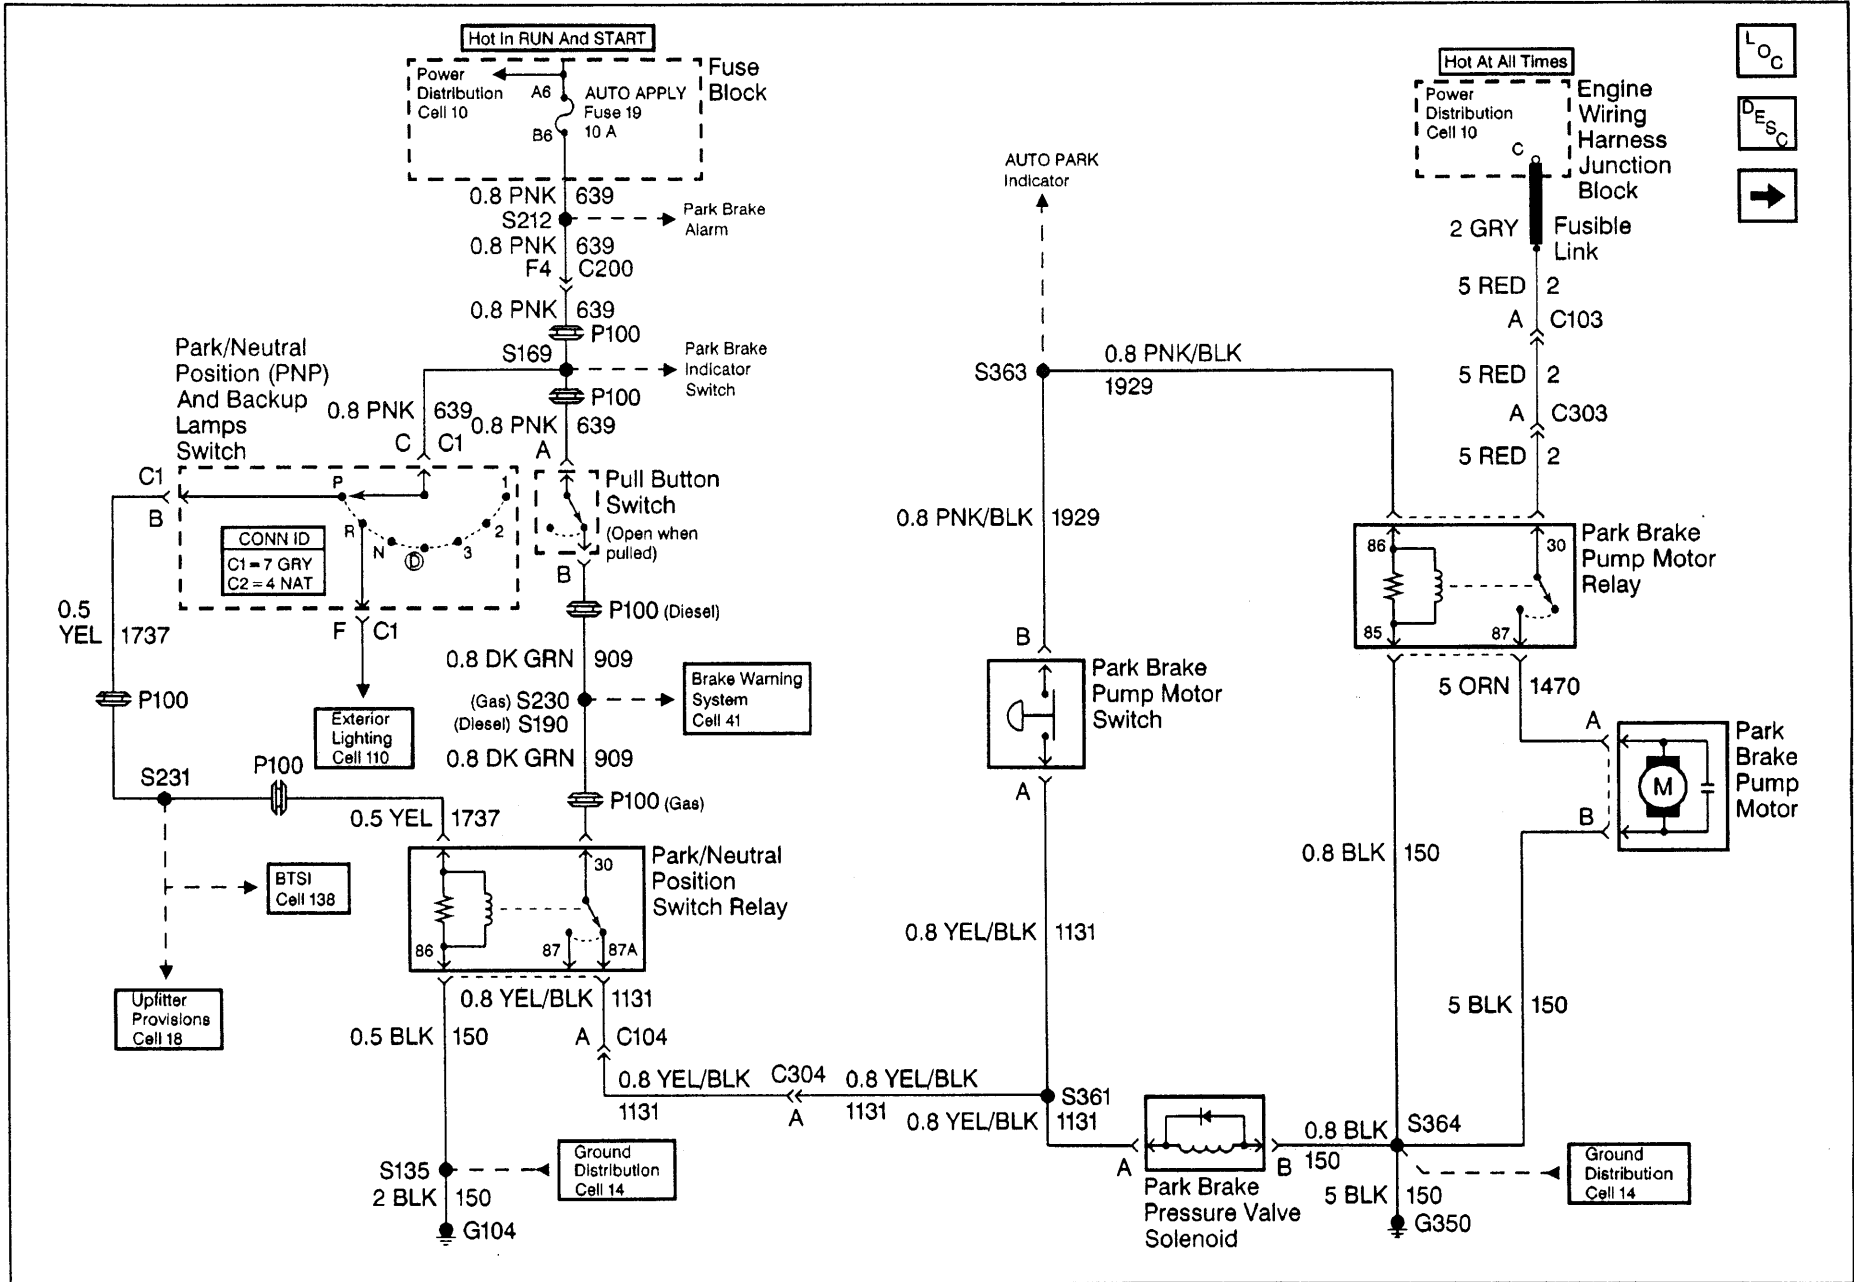 Hot In RUN And START
Power
Distribution
Cell 10
A6
B6
AUTO APPLY
Fuse 19
10 A
Fuse
Block
0.8 PNK 639
S212
Park Brake
Alarm
0.8 PNK 639
F4 C200
0.8 PNK 639
P100
S169
Park Brake
Indicator
Switch
P100
0.8 PNK 639
0.8 PNK 639
A
C C1
Park/Neutral
Position (PNP)
And Backup
Lamps
Switch
C1
B
P
R
N
D
3
2
1
CONN ID
C1=7 GRY
C2=4 NAT
F C1
Exterior
Lighting
Cell 110
Pull Button
Switch
(Open when
pulled)
B
P100 (Diesel)
0.8 DK GRN 909
(Gas) S230
(Diesel) S190
Brake Warning
System
Cell 41
0.8 DK GRN 909
P100 (Gas)
0.5
YEL 1737
P100
S231
P100
0.5 YEL 1737
BTSI
Cell 138
Upfitter
Provisions
Cell 18
Park/Neutral
Position
Switch Relay
30
86
87
87A
0.8 YEL/BLK 1131
0.5 BLK 150
A C104
0.8 YEL/BLK
1131
C304
A
0.8 YEL/BLK
1131
S135
Ground
Distribution
Cell 14
2 BLK 150
G104
AUTO PARK
Indicator
S363
0.8 PNK/BLK
1929
0.8 PNK/BLK 1929
B
Park Brake
Pump Motor
Switch
A
0.8 YEL/BLK 1131
S361
0.8 YEL/BLK 1131
A
B
Park Brake
Pressure Valve
Solenoid
0.8 BLK
150
S364
5 BLK 150
G350
Ground
Distribution
Cell 14
Hot At All Times
Power
Distribution
Cell 10
C
Engine
Wiring
Harness
Junction
Block
2 GRY
Fusible
Link
5 RED 2
A C103
5 RED 2
A C303
5 RED 2
86
30
85
87
Park Brake
Pump Motor
Relay
5 ORN 1470
A
B
M
Park
Brake
Pump
Motor
0.8 BLK 150
5 BLK 150
LOC
DESC